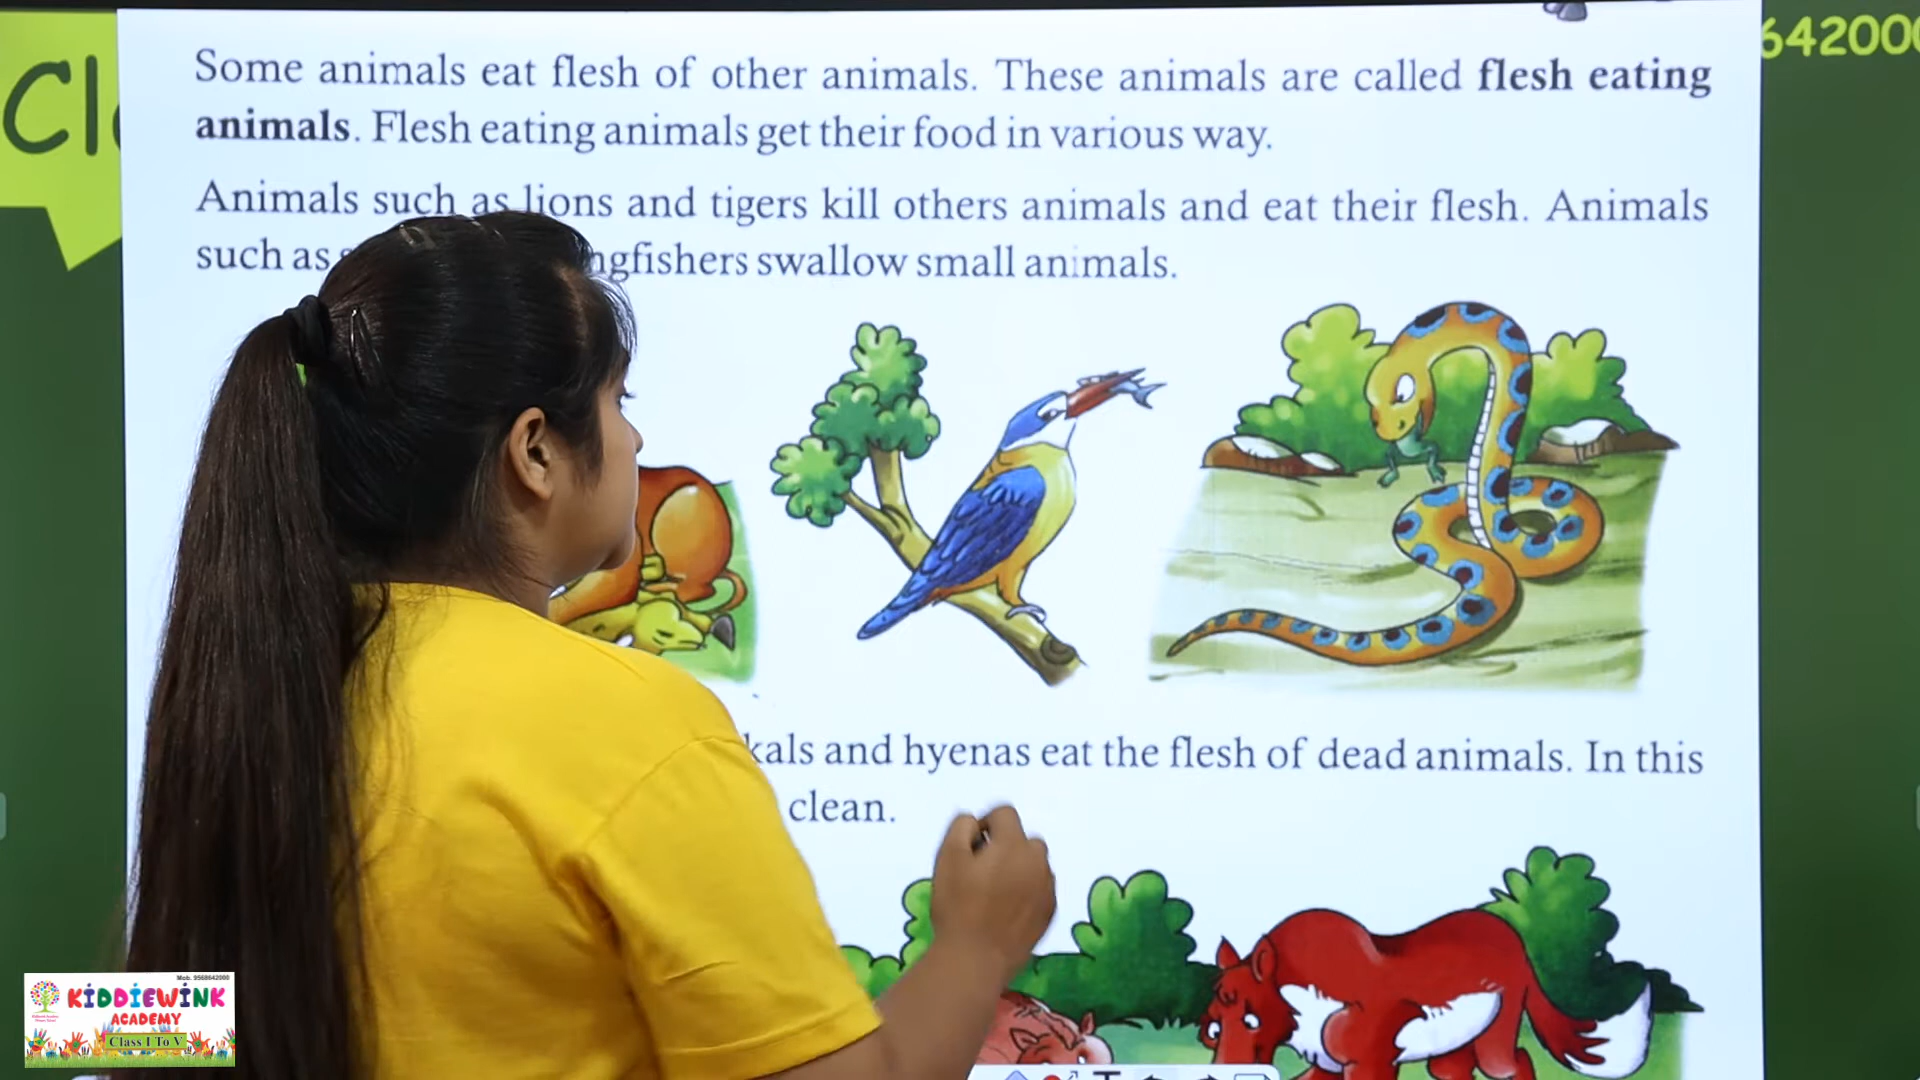 Cl
642000
Some animals eat flesh of other animals. These animals are called flesh eating
animals. Flesh eating animals get their food in various way.
Animals such as lions and tigers kill others animals and eat their flesh. Animals
such as ngfishers swallow small animals.
kals and hyenas eat the flesh of dead animals. In this
clean.
Mob. 9568642000
KiDDiEWiNK
ACADEMY
Class I To V